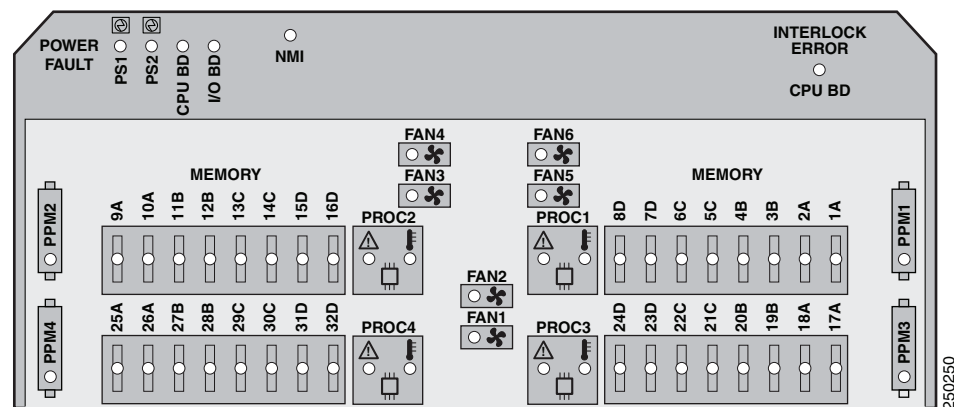 POWER FAULT
PS1
PS2
CPU BD
I/O BD
NMI
INTERLOCK ERROR
CPU BD
FAN4
FAN6
FAN3
FAN5
MEMORY
MEMORY
PPM2
9A 10A 11B 12B 13C 14C 15D 16D
PROC2
PROC1
8D 7D 6C 5C 4B 3B 2A 1A
PPM1
FAN2
FAN1
PPM4
25A 26A 27B 28B 29C 30C 31D 32D
PROC4
PROC3
24D 23D 22C 21C 20B 19B 18A 17A
PPM3
250250